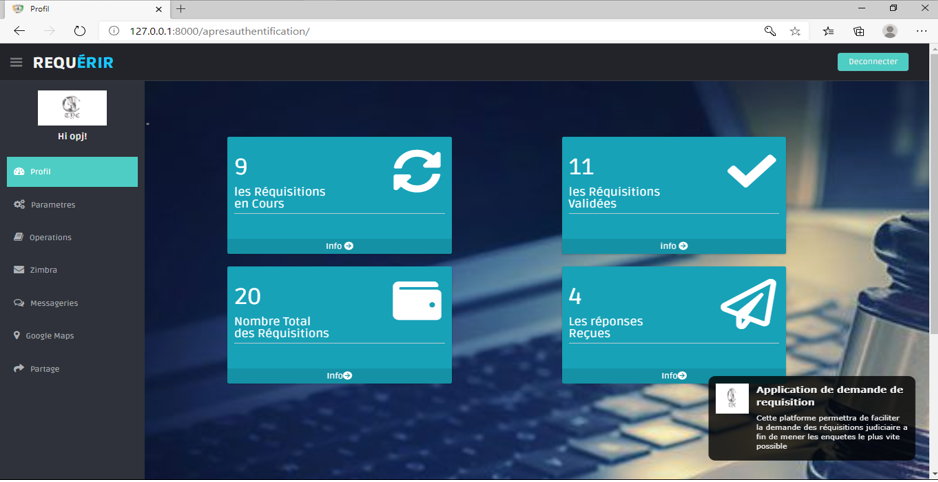 Profil
127.0.0.1:8000/apresauthentification/
REQUÉRIR
Deconnecter
Hi opj!
Profil
Parametres
Operations
Zimbra
Messageries
Google Maps
Partage
9
les Réquisitions
en Cours
Info
11
les Réquisitions
Validées
info
20
Nombre Total
des Réquisitions
Info
4
Les réponses
Reçues
Info
Application de demande de
requisition
Cette platforme permettra de faciliter
la demande des réquisitions judiciaire a
fin de mener les enquetes le plus vite
possible